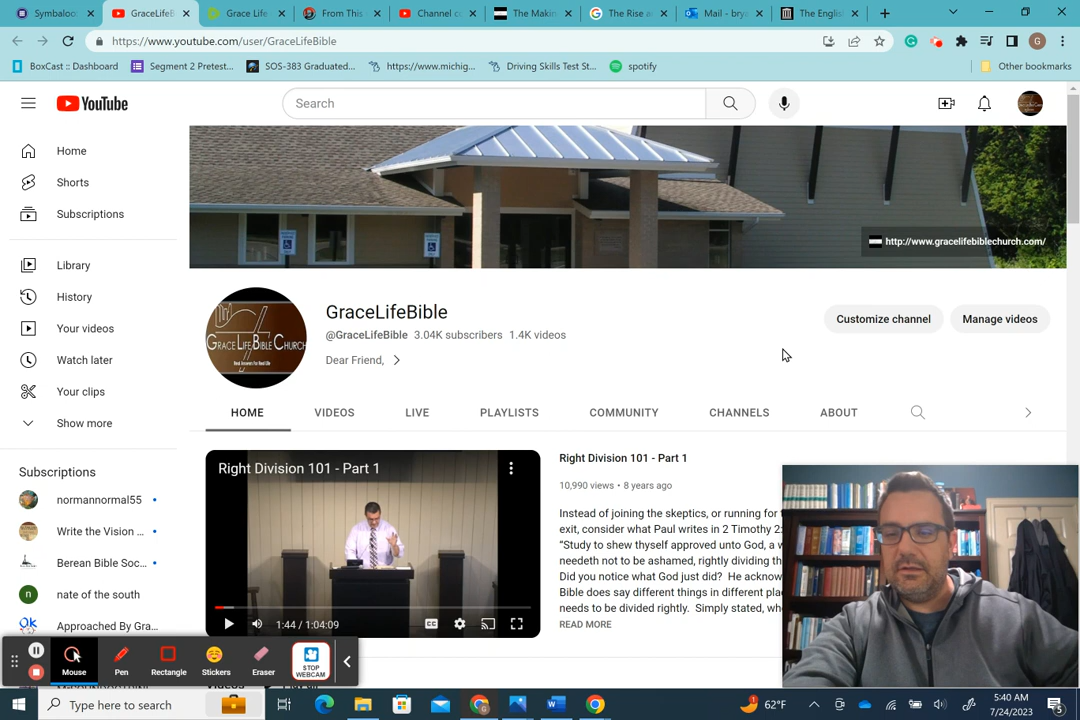 Symbaloo
GraceLifeB
Grace Life
From This
Channel c
The Makin
The Rise a
Mail - bry
The Englis
https://www.youtube.com/user/GraceLifeBible
G
BoxCast :: Dashboard
Segment 2 Pretest...
SOS-383 Graduated...
https://www.michig...
Driving Skills Test St...
spotify
Other bookmarks
YouTube
Search
Home
Shorts
Subscriptions
Library
History
Your videos
Watch later
Your clips
Show more
Subscriptions
normannormal55
Write the Vision ...
Berean Bible Soc...
n
nate of the south
Approached By Gra...
http://www.gracelifebiblechurch.com/
GRACE LIFE BIBLE CHURCH
GraceLifeBible
@GraceLifeBible 3.04K subscribers 1.4K videos
Dear Friend,
Customize channel
Manage videos
HOME
VIDEOS
LIVE
PLAYLISTS
COMMUNITY
CHANNELS
ABOUT
Right Division 101 - Part 1
1:44 / 1:04:09
CC
Right Division 101 - Part 1
10,990 views • 8 years ago
Instead of joining the skeptics, or running for
exit, consider what Paul writes in 2 Timothy 2:
"Study to shew thyself approved unto God, a w
needeth not to be ashamed, rightly dividing th
Did you notice what God just did? He acknow
Bible does say different things in different pla
needs to be divided rightly. Simply stated, wh
READ MORE
Mouse
Pen
Rectangle
Stickers
Eraser
STOP
WEBCAM
Type here to search
62°F
5:40 AM
7/24/2023
5